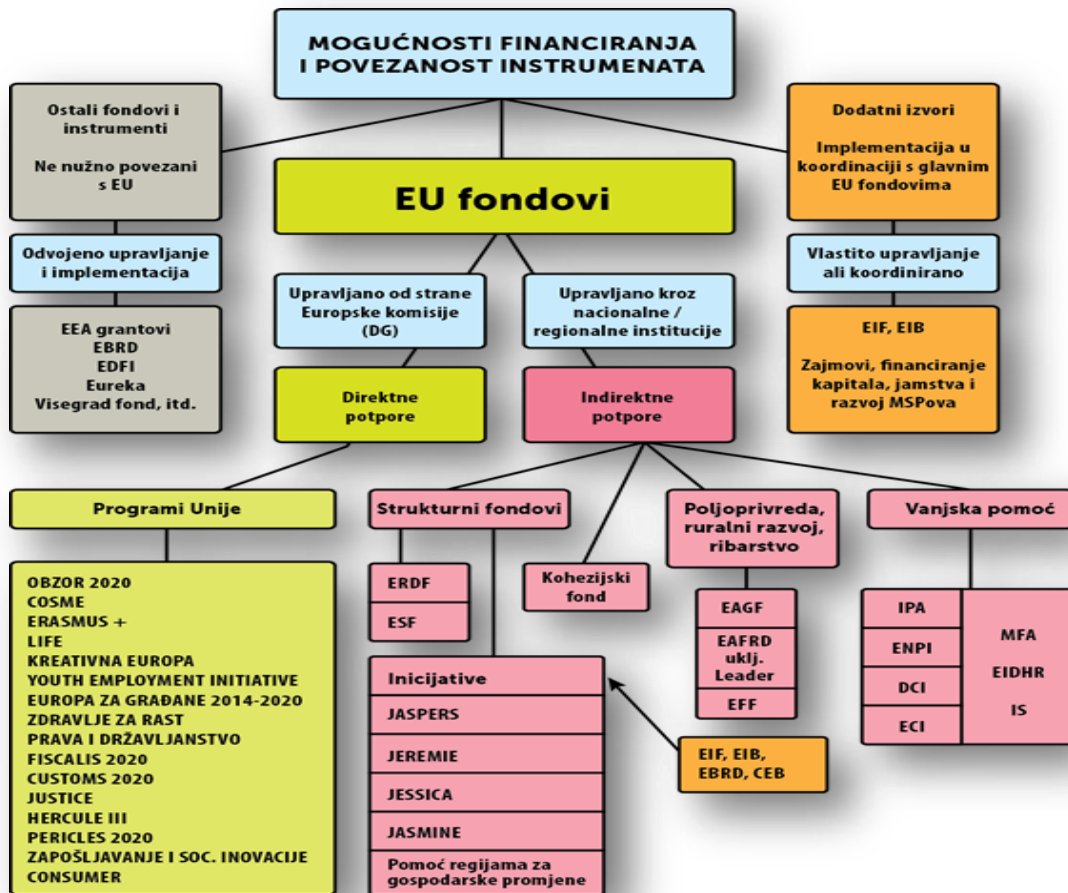 MOGUĆNOSTI FINANCIRANJA
I POVEZANOST INSTRUMENATA
Ostali fondovi i
instrumenti
Ne nužno povezani
s EU
EU fondovi
Dodatni izvori
Implementacija u
koordinaciji s glavnim
EU fondovima
Odvojeno upravljanje
i implementacija
Upravljano od strane
Europske komisije
(DG)
Upravljano kroz
nacionalne /
regionalne institucije
Vlastito upravljanje
ali koordinirano
EEA grantovi
EBRD
EDFI
Eureka
Visegrad fond, itd.
Direktne
potpore
Indirektne
potpore
EIF, EIB
Zajmovi, financiranje
kapitala, jamstva i
razvoj MSPova
Programi Unije
Strukturni fondovi
Poljoprivreda,
ruralni razvoj,
ribarstvo
Vanjska pomoć
OBZOR 2020
COSME
ERASMUS +
LIFE
KREATIVNA EUROPA
YOUTH EMPLOYMENT INITIATIVE
EUROPA ZA GRAĐANE 2014-2020
ZDRAVLJE ZA RAST
PRAVA I DRŽAVLJANSTVO
FISCALIS 2020
CUSTOMS 2020
JUSTICE
HERCULE III
PERICLES 2020
ZAPOŠLJAVANJE I SOC. INOVACIJE
CONSUMER
ERDF
ESF
Inicijative
JASPERS
JEREMIE
JESSICA
JASMINE
Pomoć regijama za
gospodarske promjene
Kohezijski
fond
EAGF
EAFRD
uklj.
Leader
EFF
EIF, EIB,
EBRD, CEB
IPA
ENPI
DCI
ECI
MFA
EIDHR
IS